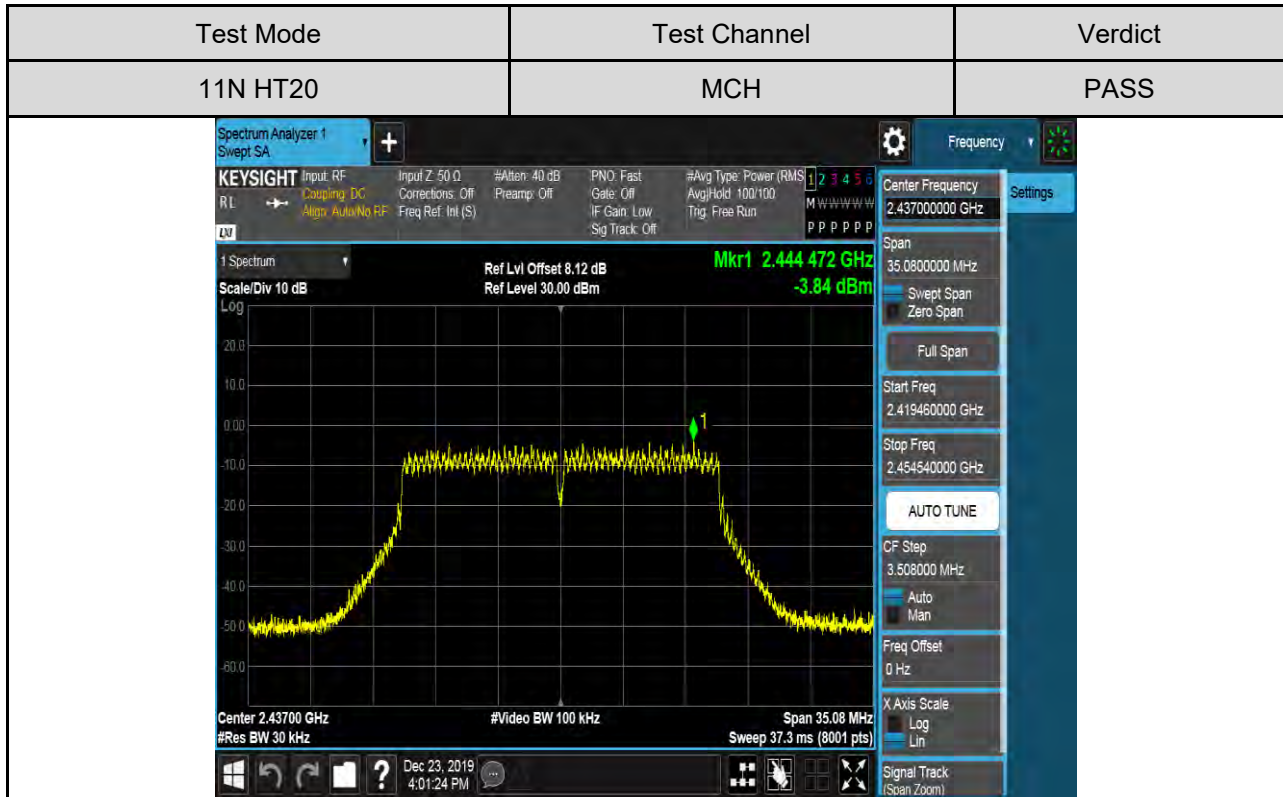 Test Mode Test Channel Verdict
11N HT20 MCH PASS
Spectrum Analyzer 1
Swept SA
+
Frequency
KEYSIGHT Input: RF Input Z: 50 Ω #Atten: 40 dB PNO: Fast #Avg Type: Power (RMS 1 2 3 4 5 6
RL Coupling: DC Corrections: Off Preamp: Off Gate: Off Avg|Hold: 100/100 M W W W W W
Align: Auto/No RF Freq Ref: Int (S) IF Gain: Low Trig: Free Run
LXI Sig Track: Off P P P P P P
1 Spectrum
Ref Lvl Offset 8.12 dB Mkr1 2.444 472 GHz
Scale/Div 10 dB Ref Level 30.00 dBm -3.84 dBm
Log
20.0
10.0
0.00
-10.0
-20.0
-30.0
-40.0
-50.0
-60.0
1
Center 2.43700 GHz #Video BW 100 kHz Span 35.08 MHz
#Res BW 30 kHz Sweep 37.3 ms (8001 pts)
Center Frequency
2.437000000 GHz
Settings
Span
35.0800000 MHz
Swept Span
Zero Span
Full Span
Start Freq
2.419460000 GHz
Stop Freq
2.454540000 GHz
AUTO TUNE
CF Step
3.508000 MHz
Auto
Man
Freq Offset
0 Hz
X Axis Scale
Log
Lin
Signal Track
(Span Zoom)
? Dec 23, 2019
4:01:24 PM